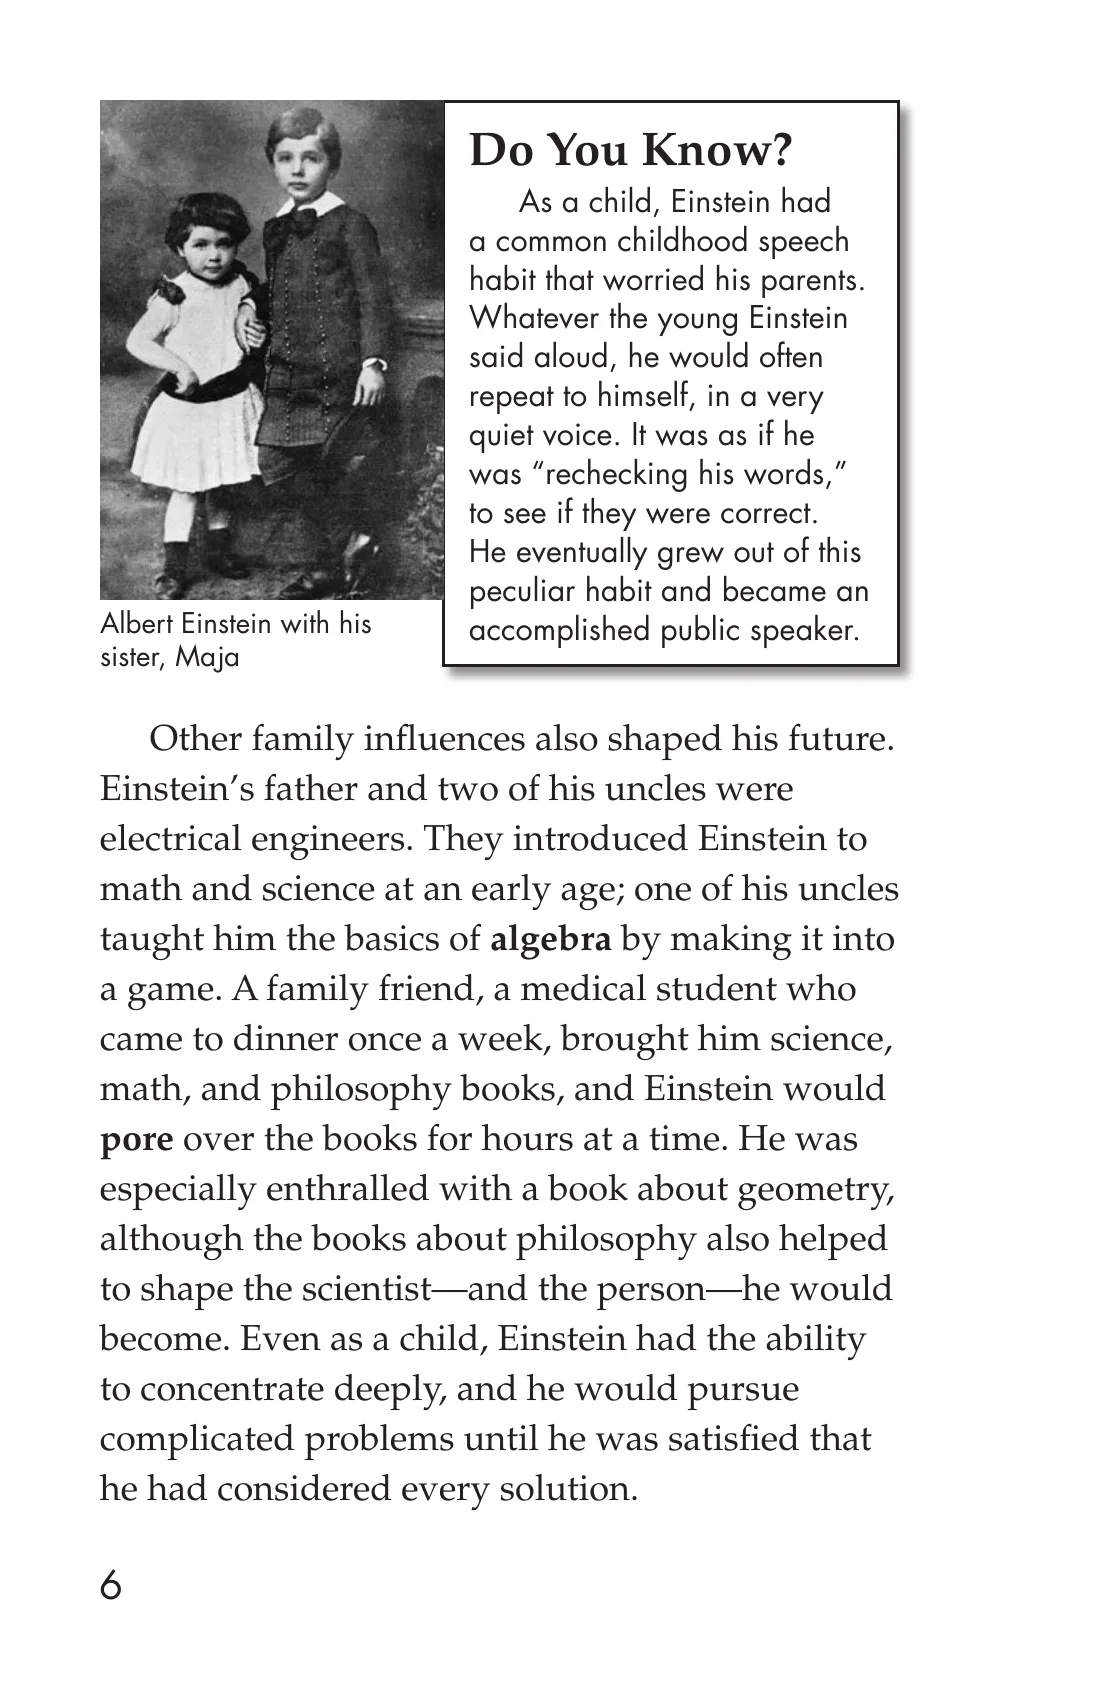 Do You Know?
As a child, Einstein had
a common childhood speech
habit that worried his parents.
Whatever the young Einstein
said aloud, he would often
repeat to himself, in a very
quiet voice. It was as if he
was “rechecking his words,”
to see if they were correct.
He eventually grew out of this
peculiar habit and became an
accomplished public speaker.
Albert Einstein with his
sister, Maja
Other family influences also shaped his future.
Einstein’s father and two of his uncles were
electrical engineers. They introduced Einstein to
math and science at an early age; one of his uncles
taught him the basics of algebra by making it into
a game. A family friend, a medical student who
came to dinner once a week, brought him science,
math, and philosophy books, and Einstein would
pore over the books for hours at a time. He was
especially enthralled with a book about geometry,
although the books about philosophy also helped
to shape the scientist—and the person—he would
become. Even as a child, Einstein had the ability
to concentrate deeply, and he would pursue
complicated problems until he was satisfied that
he had considered every solution.
6